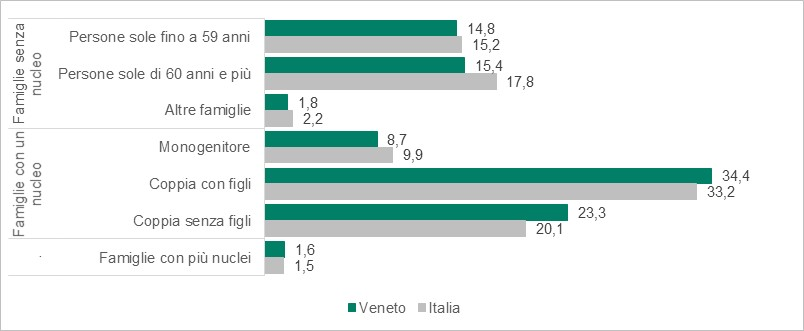 Famiglie senza
nucleo
Persone sole fino a 59 anni
14,8
15,2
Persone sole di 60 anni e più
15,4
17,8
Altre famiglie
1,8
2,2
Famiglie con un
nucleo
Monogenitore
8,7
9,9
Coppia con figli
34,4
33,2
Coppia senza figli
23,3
20,1
.
Famiglie con più nuclei
1,6
1,5
Veneto Italia